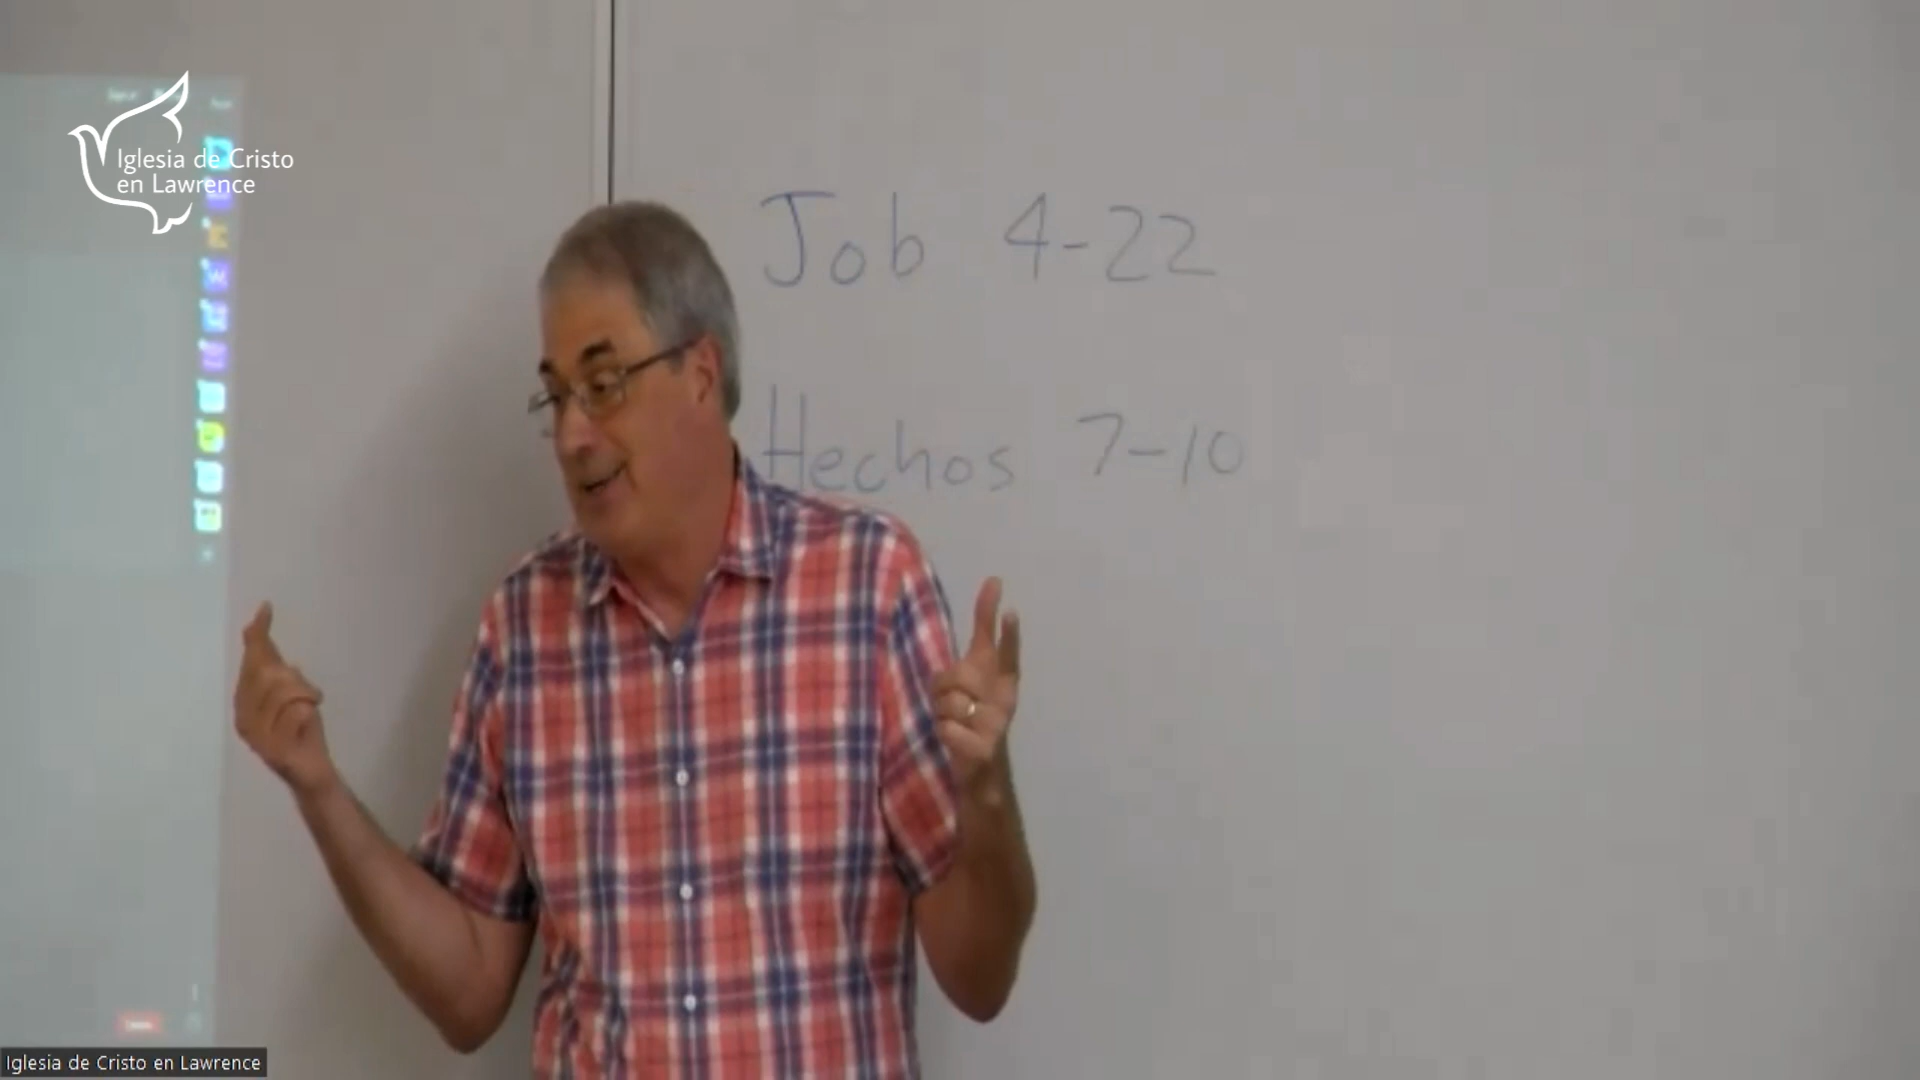 Iglesia de Cristo
en Lawrence
Job 4-22
Hechos 7-10
Iglesia de Cristo en Lawrence